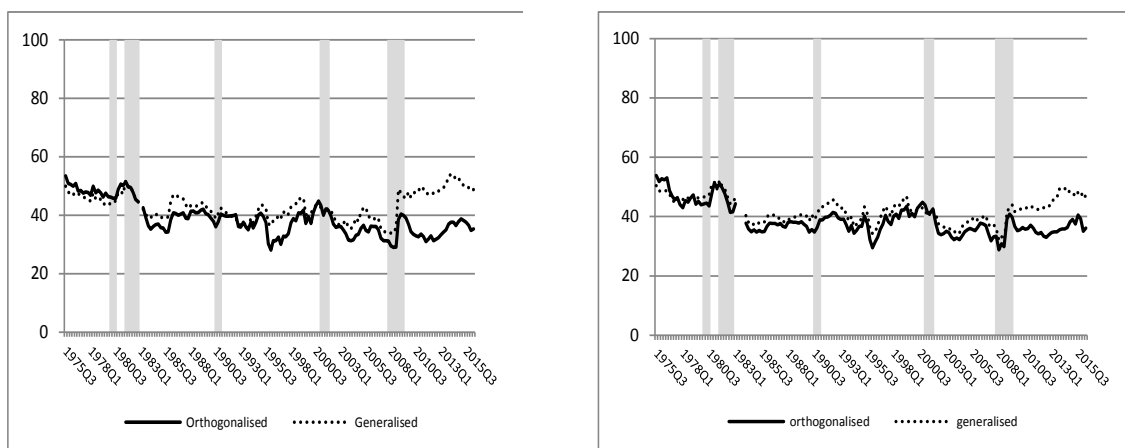 100
80
60
40
20
0
1975Q3
1978Q1
1980Q3
1983Q1
1985Q3
1988Q1
1990Q3
1993Q1
1995Q3
1998Q1
2000Q3
2003Q1
2005Q3
2008Q1
2010Q3
2013Q1
2015Q3
Orthogonalised Generalised
100
80
60
40
20
0
1975Q3
1978Q1
1980Q3
1983Q1
1985Q3
1988Q1
1990Q3
1993Q1
1995Q3
1998Q1
2000Q3
2003Q1
2005Q3
2008Q1
2010Q3
2013Q1
2015Q3
orthogonalised generalised